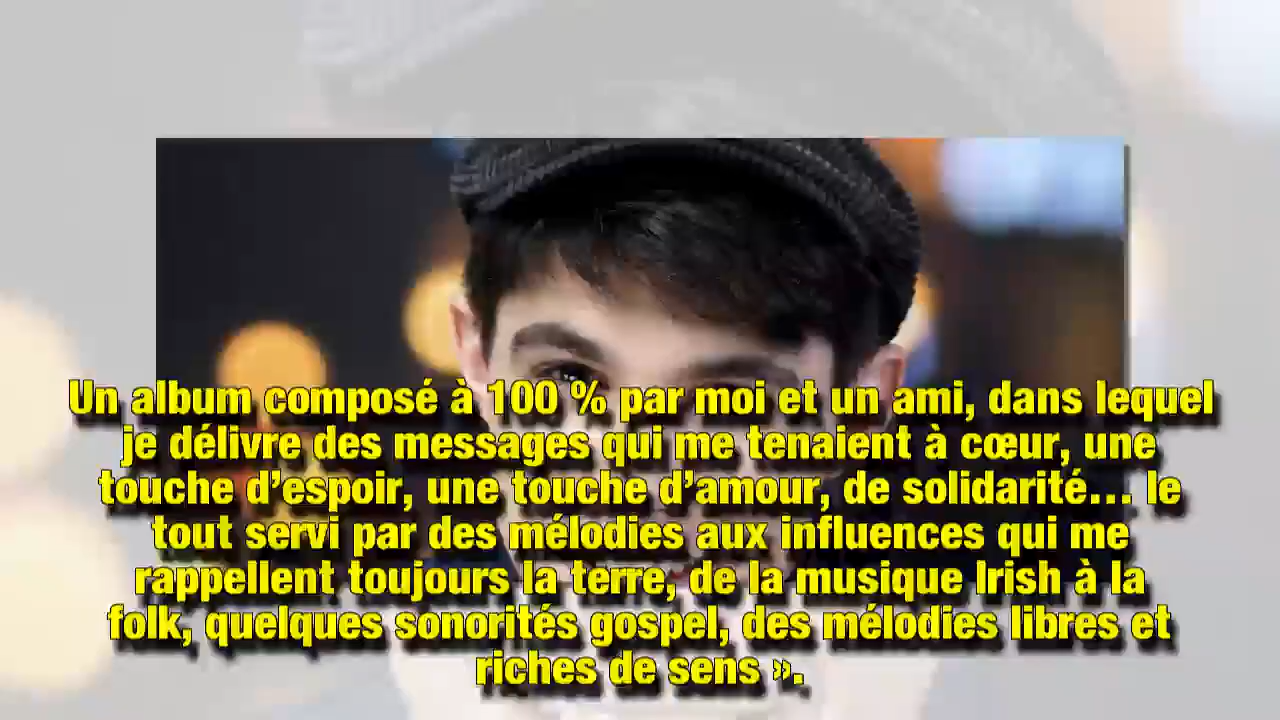 Un album composé à 100 % par moi et un ami, dans lequel
je délivre des messages qui me tenaient à cœur, une
touche d’espoir, une touche d’amour, de solidarité… le
tout servi par des mélodies aux influences qui me
rappellent toujours la terre, de la musique Irish à la
folk, quelques sonorités gospel, des mélodies libres et
riches de sens ».